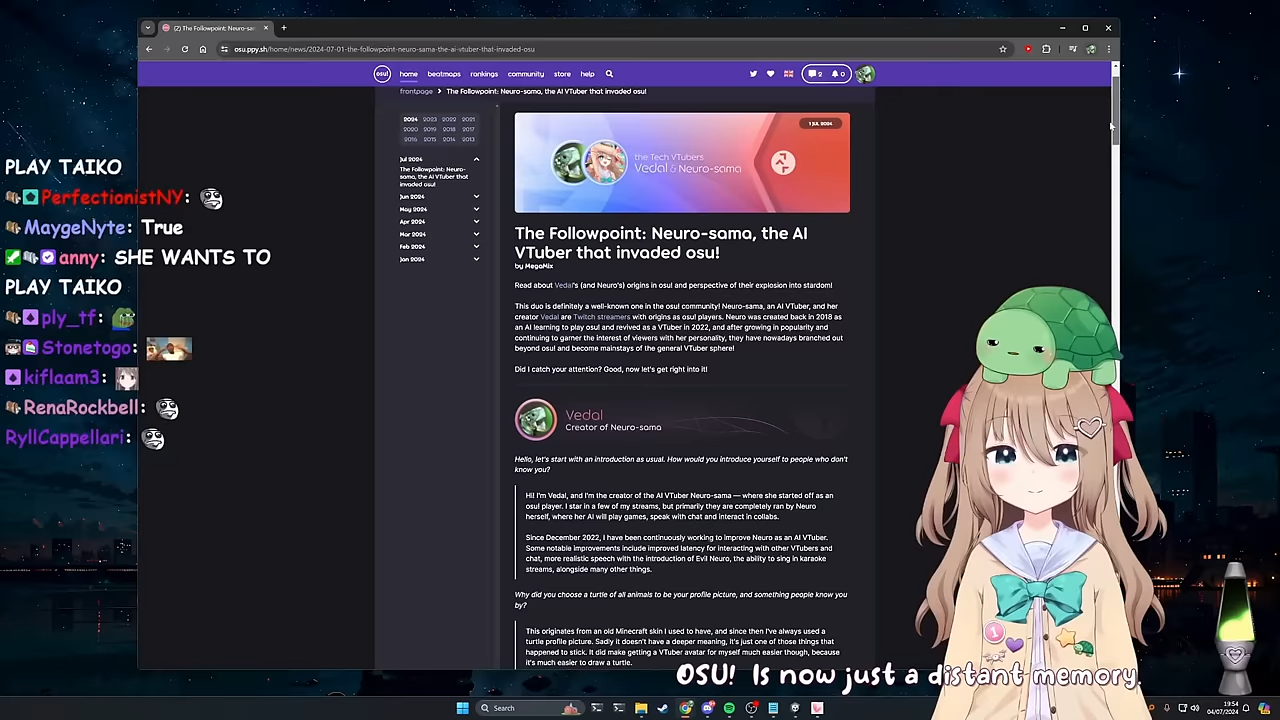 (2) The Followpoint: Neuro-sa
osu.ppy.sh/home/news/2024-07-01-the-followpoint-neuro-sama-the-ai-vtuber-that-invaded-osu
osu!
home beatmaps rankings community store help
2 0
frontpage > The Followpoint: Neuro-sama, the AI VTuber that invaded osu!
2024 2023 2022 2021
2020 2019 2018 2017
2016 2015 2014 2013
Jul 2024
The Followpoint: Neuro-
sama, the AI VTuber that
invaded osu!
Jun 2024
May 2024
Apr 2024
Mar 2024
Feb 2024
Jan 2024
1 JUL 2024
the Tech VTubers
Vedal & Neuro-sama
The Followpoint: Neuro-sama, the AI
VTuber that invaded osu!
by MegaMix
Read about Vedal's (and Neuro's) origins in osu! and perspective of their explosion into stardom!
This duo is definitely a well-known one in the osu! community! Neuro-sama, an AI VTuber, and her
creator Vedal are Twitch streamers with origins as osu! players. Neuro was created back in 2018 as
an AI learning to play osu! and revived as a VTuber in 2022, and after growing in popularity and
continuing to garner the interest of viewers with her personality, they have nowadays branched out
beyond osu! and become mainstays of the general VTuber sphere!
Did I catch your attention? Good, now let's get right into it!
Vedal
Creator of Neuro-sama
Hello, let's start with an introduction as usual. How would you introduce yourself to people who don't
know you?
Hi! I'm Vedal, and I'm the creator of the AI VTuber Neuro-sama — where she started off as an
osu! player. I star in a few of my streams, but primarily they are completely ran by Neuro
herself, where her AI will play games, speak with chat and interact in collabs.
Since December 2022, I have been continuously working to improve Neuro as an AI VTuber.
Some notable improvements include improved latency for interacting with other VTubers and
chat, more realistic speech with the introduction of Evil Neuro, the ability to sing in karaoke
streams, alongside many other things.
Why did you choose a turtle of all animals to be your profile picture, and something people know you
by?
This originates from an old Minecraft skin I used to have, and since then I've always used a
turtle profile picture. Sadly it doesn't have a deeper meaning, it's just one of those things that
happened to stick. It did make getting a VTuber avatar for myself much easier though, because
it's much easier to draw a turtle.
PLAY TAIKO
PerfectionistNY:
MaygeNyte: True
anny: SHE WANTS TO
PLAY TAIKO
ply_tf:
Stonetogo:
kiflaam3:
RenaRockbell:
RyllCappellari:
OSU! Is now just a distant memory.
Search
19:54
04/07/2024